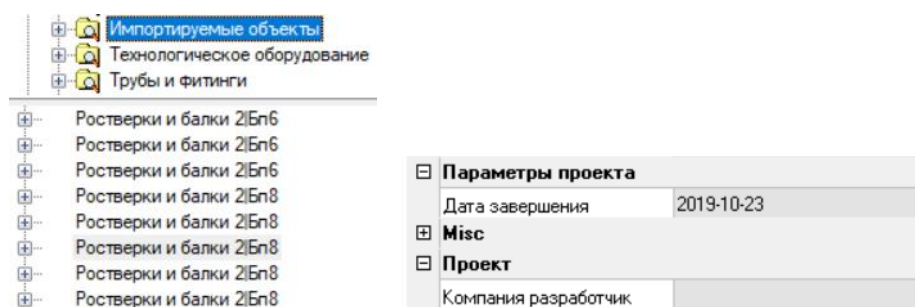 Импортируемые объекты
Технологическое оборудование
Трубы и фитинги
Ростверки и балки 2|Бп6
Ростверки и балки 2|Бп6
Ростверки и балки 2|Бп6
Ростверки и балки 2|Бп8
Ростверки и балки 2|Бп8
Ростверки и балки 2|Бп8
Ростверки и балки 2|Бп8
Ростверки и балки 2|Бп8
Параметры проекта
Дата завершения 2019-10-23
Misc
Проект
Компания разработчик